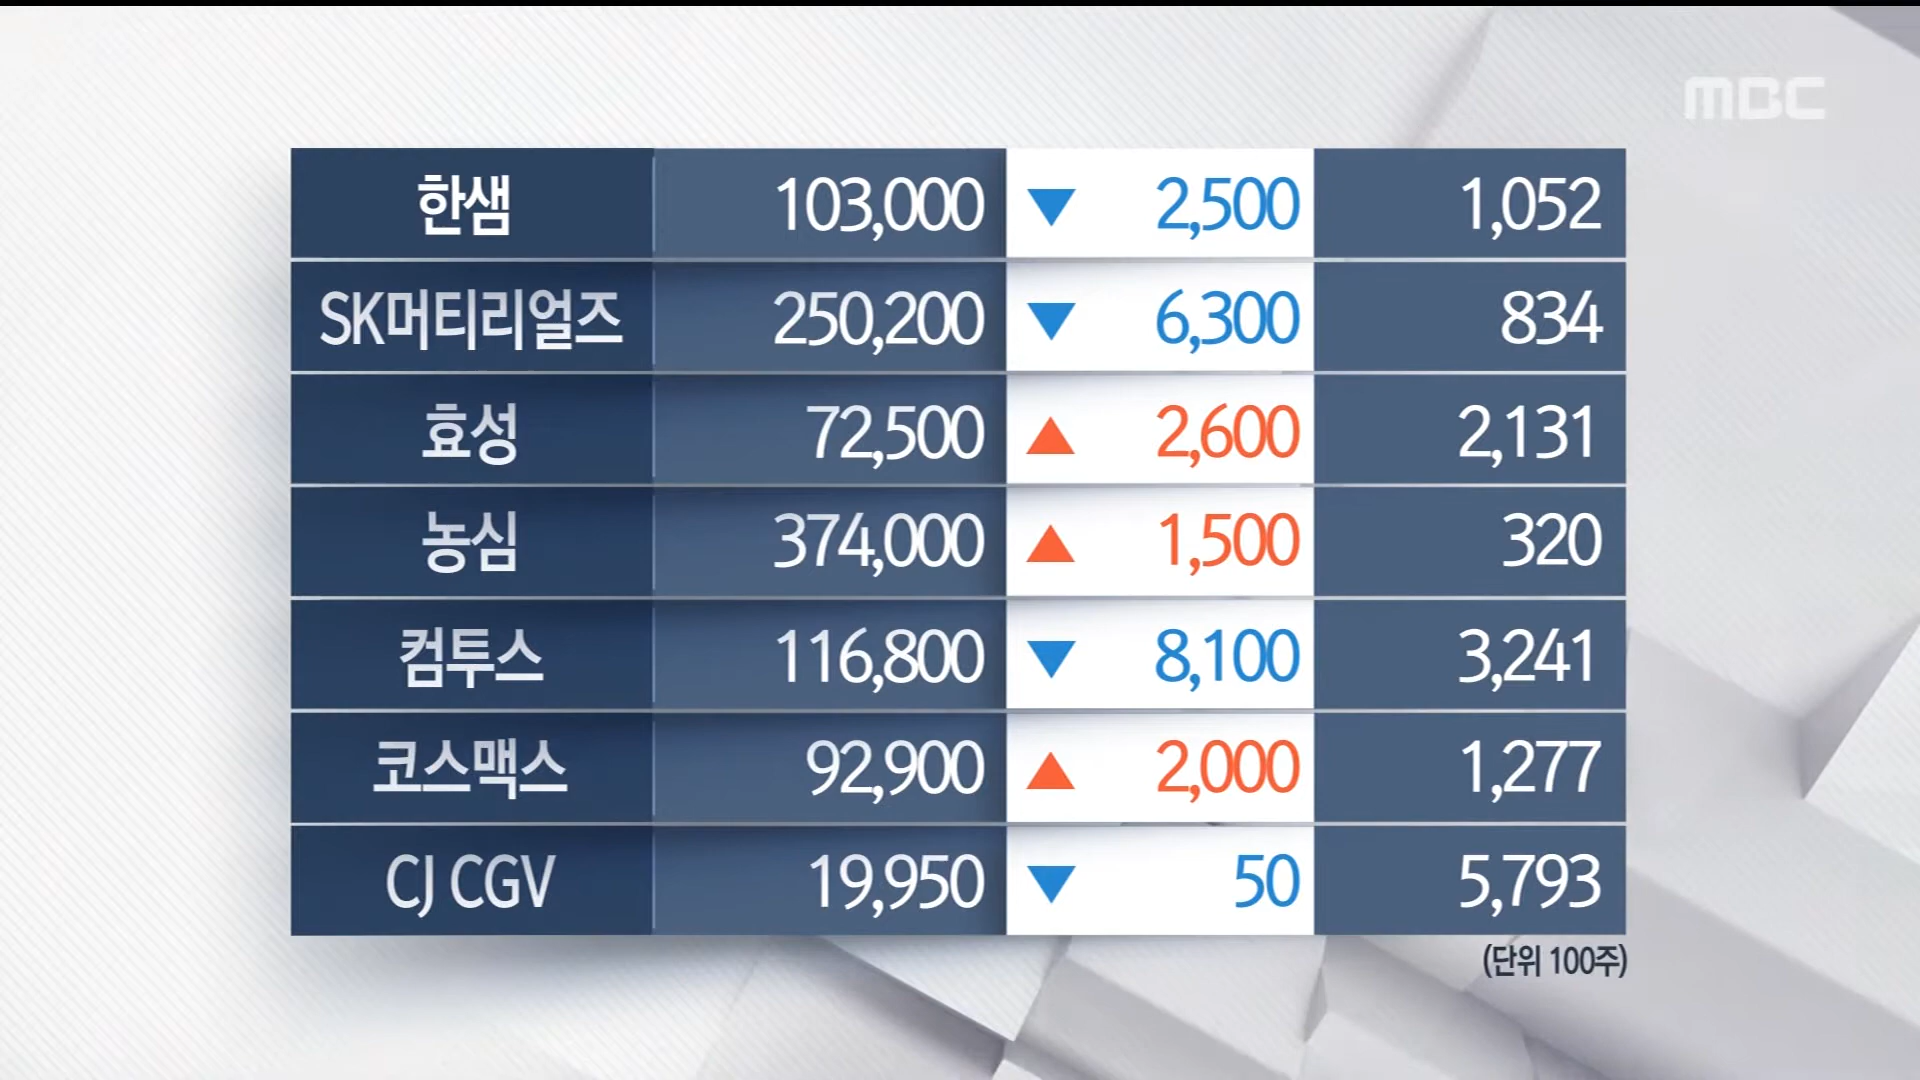 MBC
한샘 103,000 ▼ 2,500 1,052
SK머티리얼즈 250,200 ▼ 6,300 834
효성 72,500 ▲ 2,600 2,131
농심 374,000 ▲ 1,500 320
컴투스 116,800 ▼ 8,100 3,241
코스맥스 92,900 ▲ 2,000 1,277
CJ CGV 19,950 ▼ 50 5,793
(단위 100주)